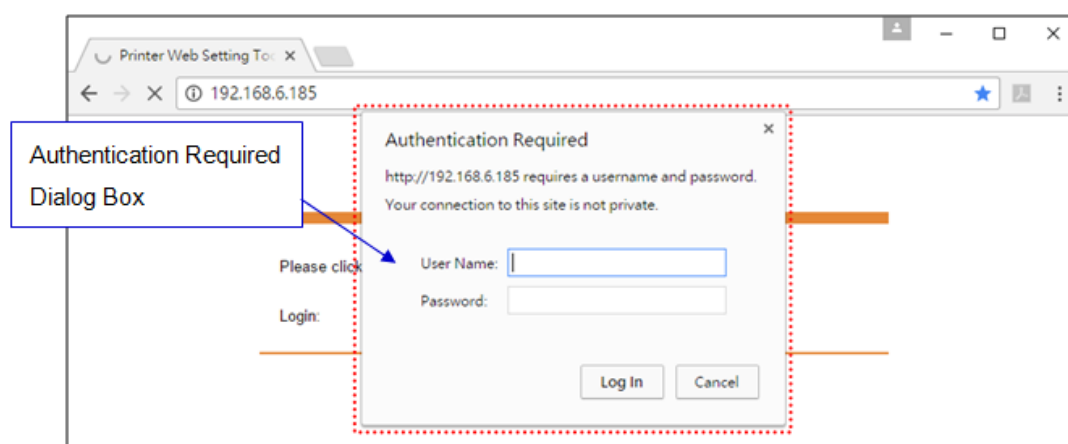 Printer Web Setting Too
192.168.6.185
Authentication Required
Dialog Box
Authentication Required
http://192.168.6.185 requires a username and password.
Your connection to this site is not private.
Please click
User Name:
Password:
Login:
Log In
Cancel